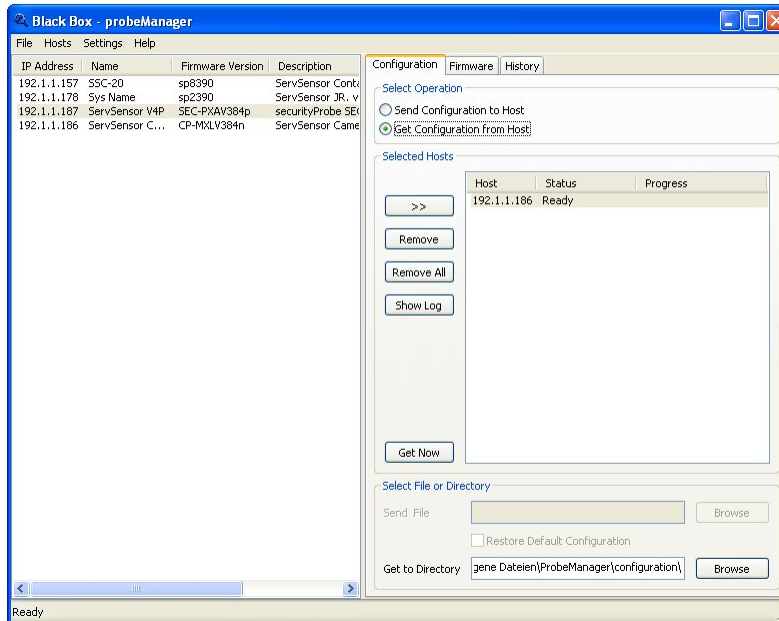 Black Box - probeManager
File Hosts Settings Help
IP Address Name Firmware Version Description
192.1.1.157 SSC-20 sp8390 ServSensor Conta
192.1.1.178 Sys Name sp2390 ServSensor JR. v
192.1.1.187 ServSensor V4P SEC-PXAV384p securityProbe SE
192.1.1.186 ServSensor C... CP-MXLV384n ServSensor Came
Configuration Firmware History
Select Operation
Send Configuration to Host
Get Configuration from Host
Selected Hosts
Host Status Progress
192.1.1.186 Ready
>>
Remove
Remove All
Show Log
Get Now
Select File or Directory
Send File Browse
Restore Default Configuration
Get to Directory gene Dateien\ProbeManager\configuration\ Browse
Ready